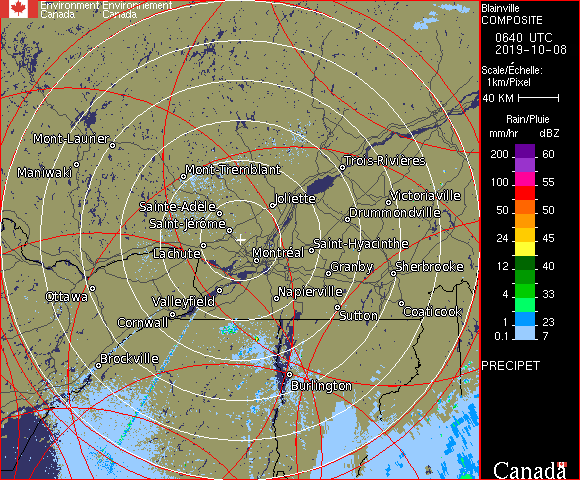 Environment Environnement
Canada Canada
Blainville
COMPOSITE
0640 UTC
2019-10-08
Scale/Échelle:
1km/Pixel
40 KM
Rain/Pluie
mm/hr dBZ
200 60
100 55
50 50
24 45
12 40
4 33
1 23
0.1 7
PRECIPET
Canada
Mont-Laurier
Maniwaki
Mont-Tremblant
Trois-Rivières
Sainte-Adèle
Joliette
Victoriaville
Drummondville
Saint-Jérôme
Lachute
Montréal
Saint-Hyacinthe
Granby
Sherbrooke
Ottawa
Valleyfield
Napierville
Cornwall
Sutton
Coaticook
Brockville
Burlington